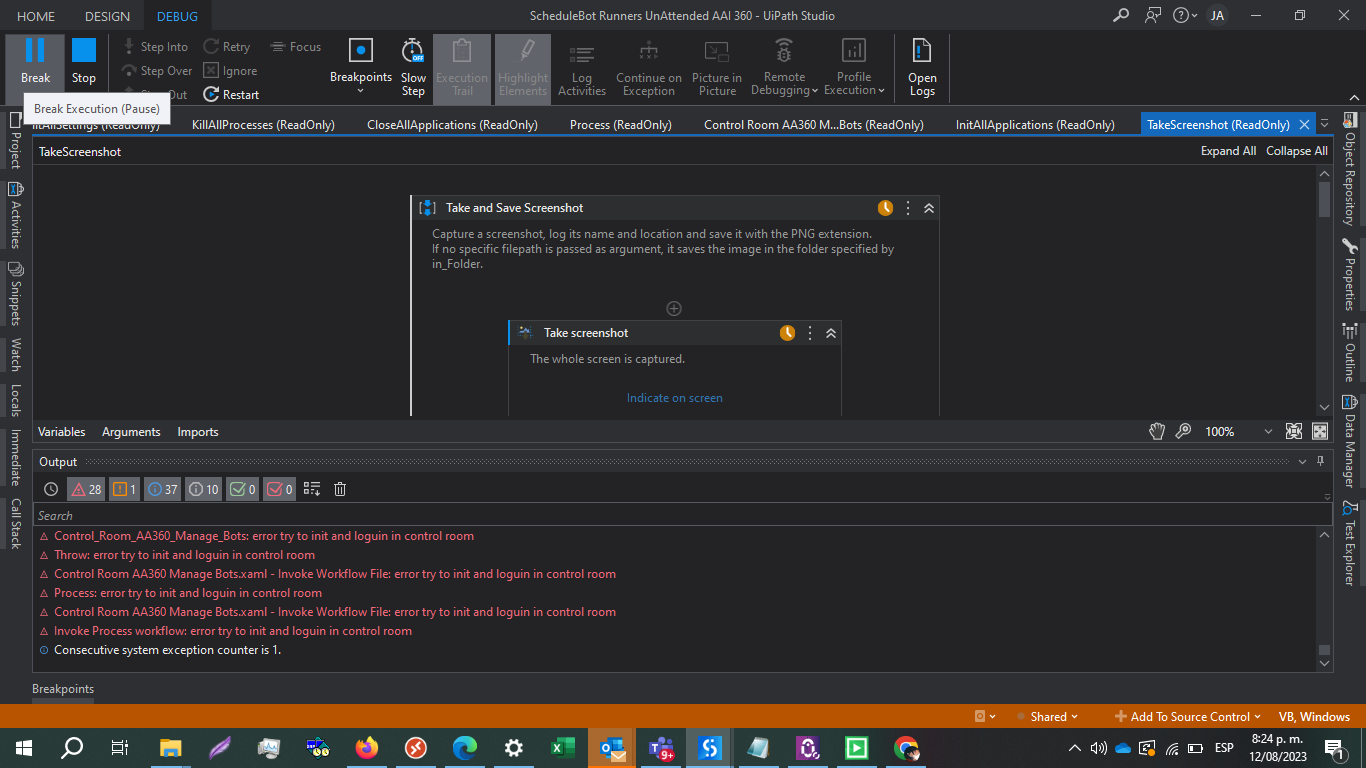 HOME DESIGN DEBUG ScheduleBot Runners UnAttended AAI 360 - UiPath Studio JA
Break Stop Step Into Step Over Out Retry Ignore Restart Focus Breakpoints Slow Step OFF Execution Trail Highlight Elements Log Activities Continue on Exception Picture in Picture Remote Debugging Profile Execution Open Logs
Break Execution (Pause)
KillAllProcesses (ReadOnly) CloseAllApplications (ReadOnly) Process (ReadOnly) Control Room AA360 M...Bots (ReadOnly) InitAllApplications (ReadOnly) TakeScreenshot (ReadOnly)
TakeScreenshot Expand All Collapse All
Project
Activities
Snippets
Watch
Locals
Immediate
Call Stack
Take and Save Screenshot
Capture a screenshot, log its name and location and save it with the PNG extension.
If no specific filepath is passed as argument, it saves the image in the folder specified by
in_Folder.
Take screenshot
The whole screen is captured.
Indicate on screen
Object Repository
Properties
Outline
Data Manager
Test Explorer
Variables Arguments Imports 100%
Output
28 1 37 10 0 0
Search
Control_Room_AA360_Manage_Bots: error try to init and loguin in control room
Throw: error try to init and loguin in control room
Control Room AA360 Manage Bots.xaml - Invoke Workflow File: error try to init and loguin in control room
Process: error try to init and loguin in control room
Control Room AA360 Manage Bots.xaml - Invoke Workflow File: error try to init and loguin in control room
Invoke Process workflow: error try to init and loguin in control room
Consecutive system exception counter is 1.
Breakpoints
Shared Add To Source Control VB, Windows
9+ ESP 8:24 p. m.
12/08/2023 1